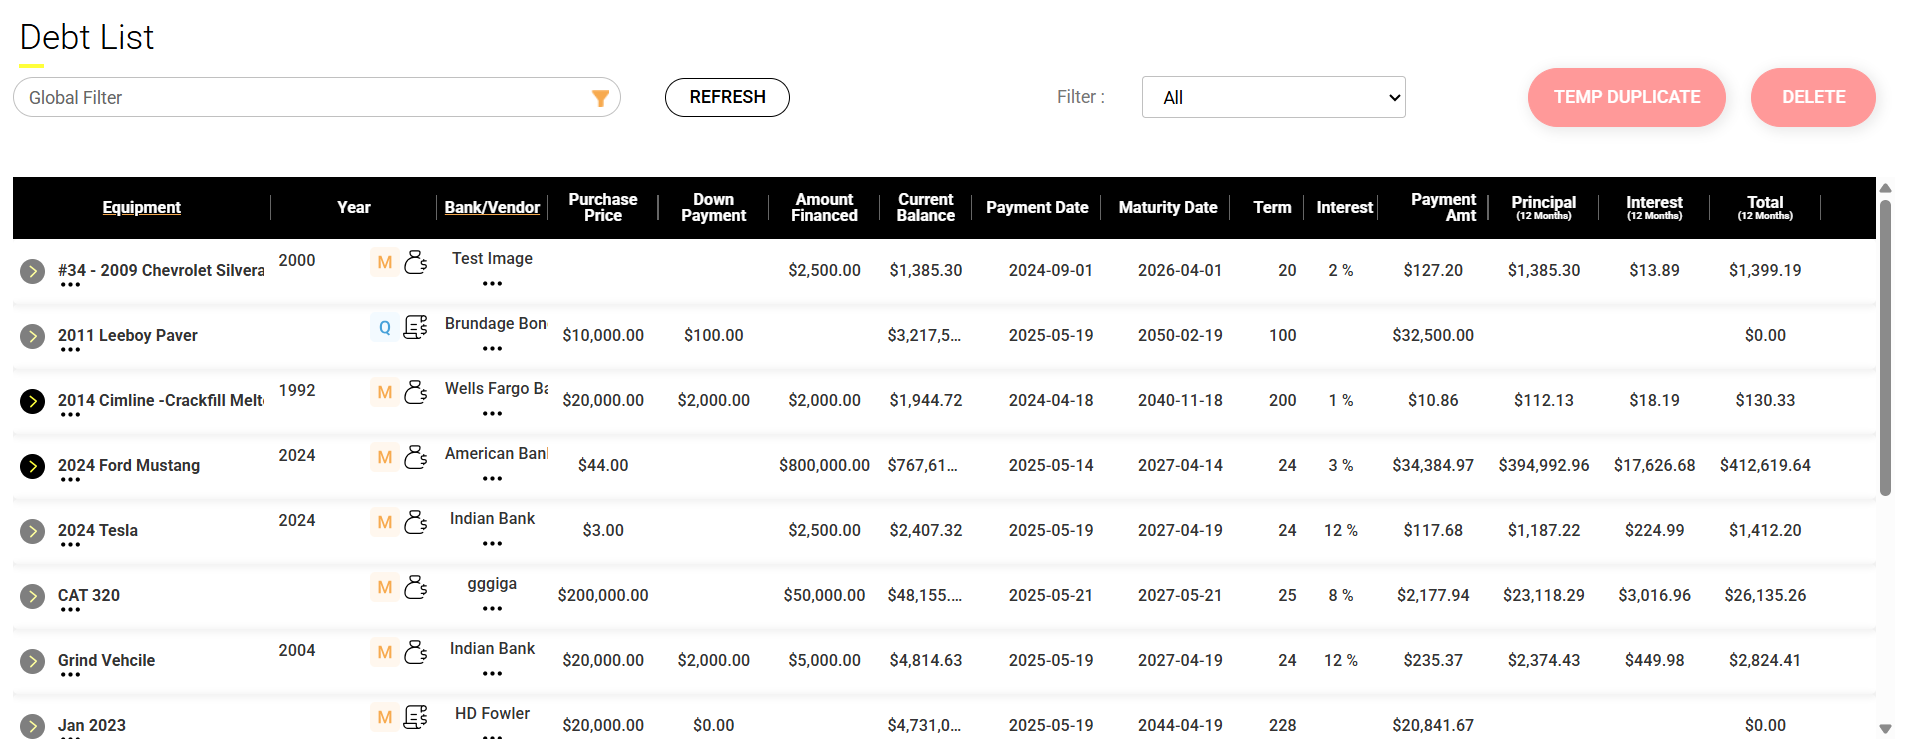 Debt List
Global Filter REFRESH Filter : All TEMP DUPLICATE DELETE
Equipment Year Bank/Vendor Purchase Price Down Payment Amount Financed Current Balance Payment Date Maturity Date Term Interest Payment Amt Principal (12 Months) Interest (12 Months) Total (12 Months)
#34 - 2009 Chevrolet Silvera ... 2000 M Test Image ... $2,500.00 $1,385.30 2024-09-01 2026-04-01 20 2 % $127.20 $1,385.30 $13.89 $1,399.19
2011 Leeboy Paver ... Q Brundage Bon ... $10,000.00 $100.00 $3,217,5... 2025-05-19 2050-02-19 100 $32,500.00 $0.00
2014 Cimline -Crackfill Melt ... 1992 M Wells Fargo Ba ... $20,000.00 $2,000.00 $2,000.00 $1,944.72 2024-04-18 2040-11-18 200 1 % $10.86 $112.13 $18.19 $130.33
2024 Ford Mustang ... 2024 M American Ban ... $44.00 $800,000.00 $767,61... 2025-05-14 2027-04-14 24 3 % $34,384.97 $394,992.96 $17,626.68 $412,619.64
2024 Tesla ... 2024 M Indian Bank ... $3.00 $2,500.00 $2,407.32 2025-05-19 2027-04-19 24 12 % $117.68 $1,187.22 $224.99 $1,412.20
CAT 320 ... M gggiga ... $200,000.00 $50,000.00 $48,155.... 2025-05-21 2027-05-21 25 8 % $2,177.94 $23,118.29 $3,016.96 $26,135.26
Grind Vehcile ... 2004 M Indian Bank ... $20,000.00 $2,000.00 $5,000.00 $4,814.63 2025-05-19 2027-04-19 24 12 % $235.37 $2,374.43 $449.98 $2,824.41
Jan 2023 ... M HD Fowler ... $20,000.00 $0.00 $4,731,0... 2025-05-19 2044-04-19 228 $20,841.67 $0.00